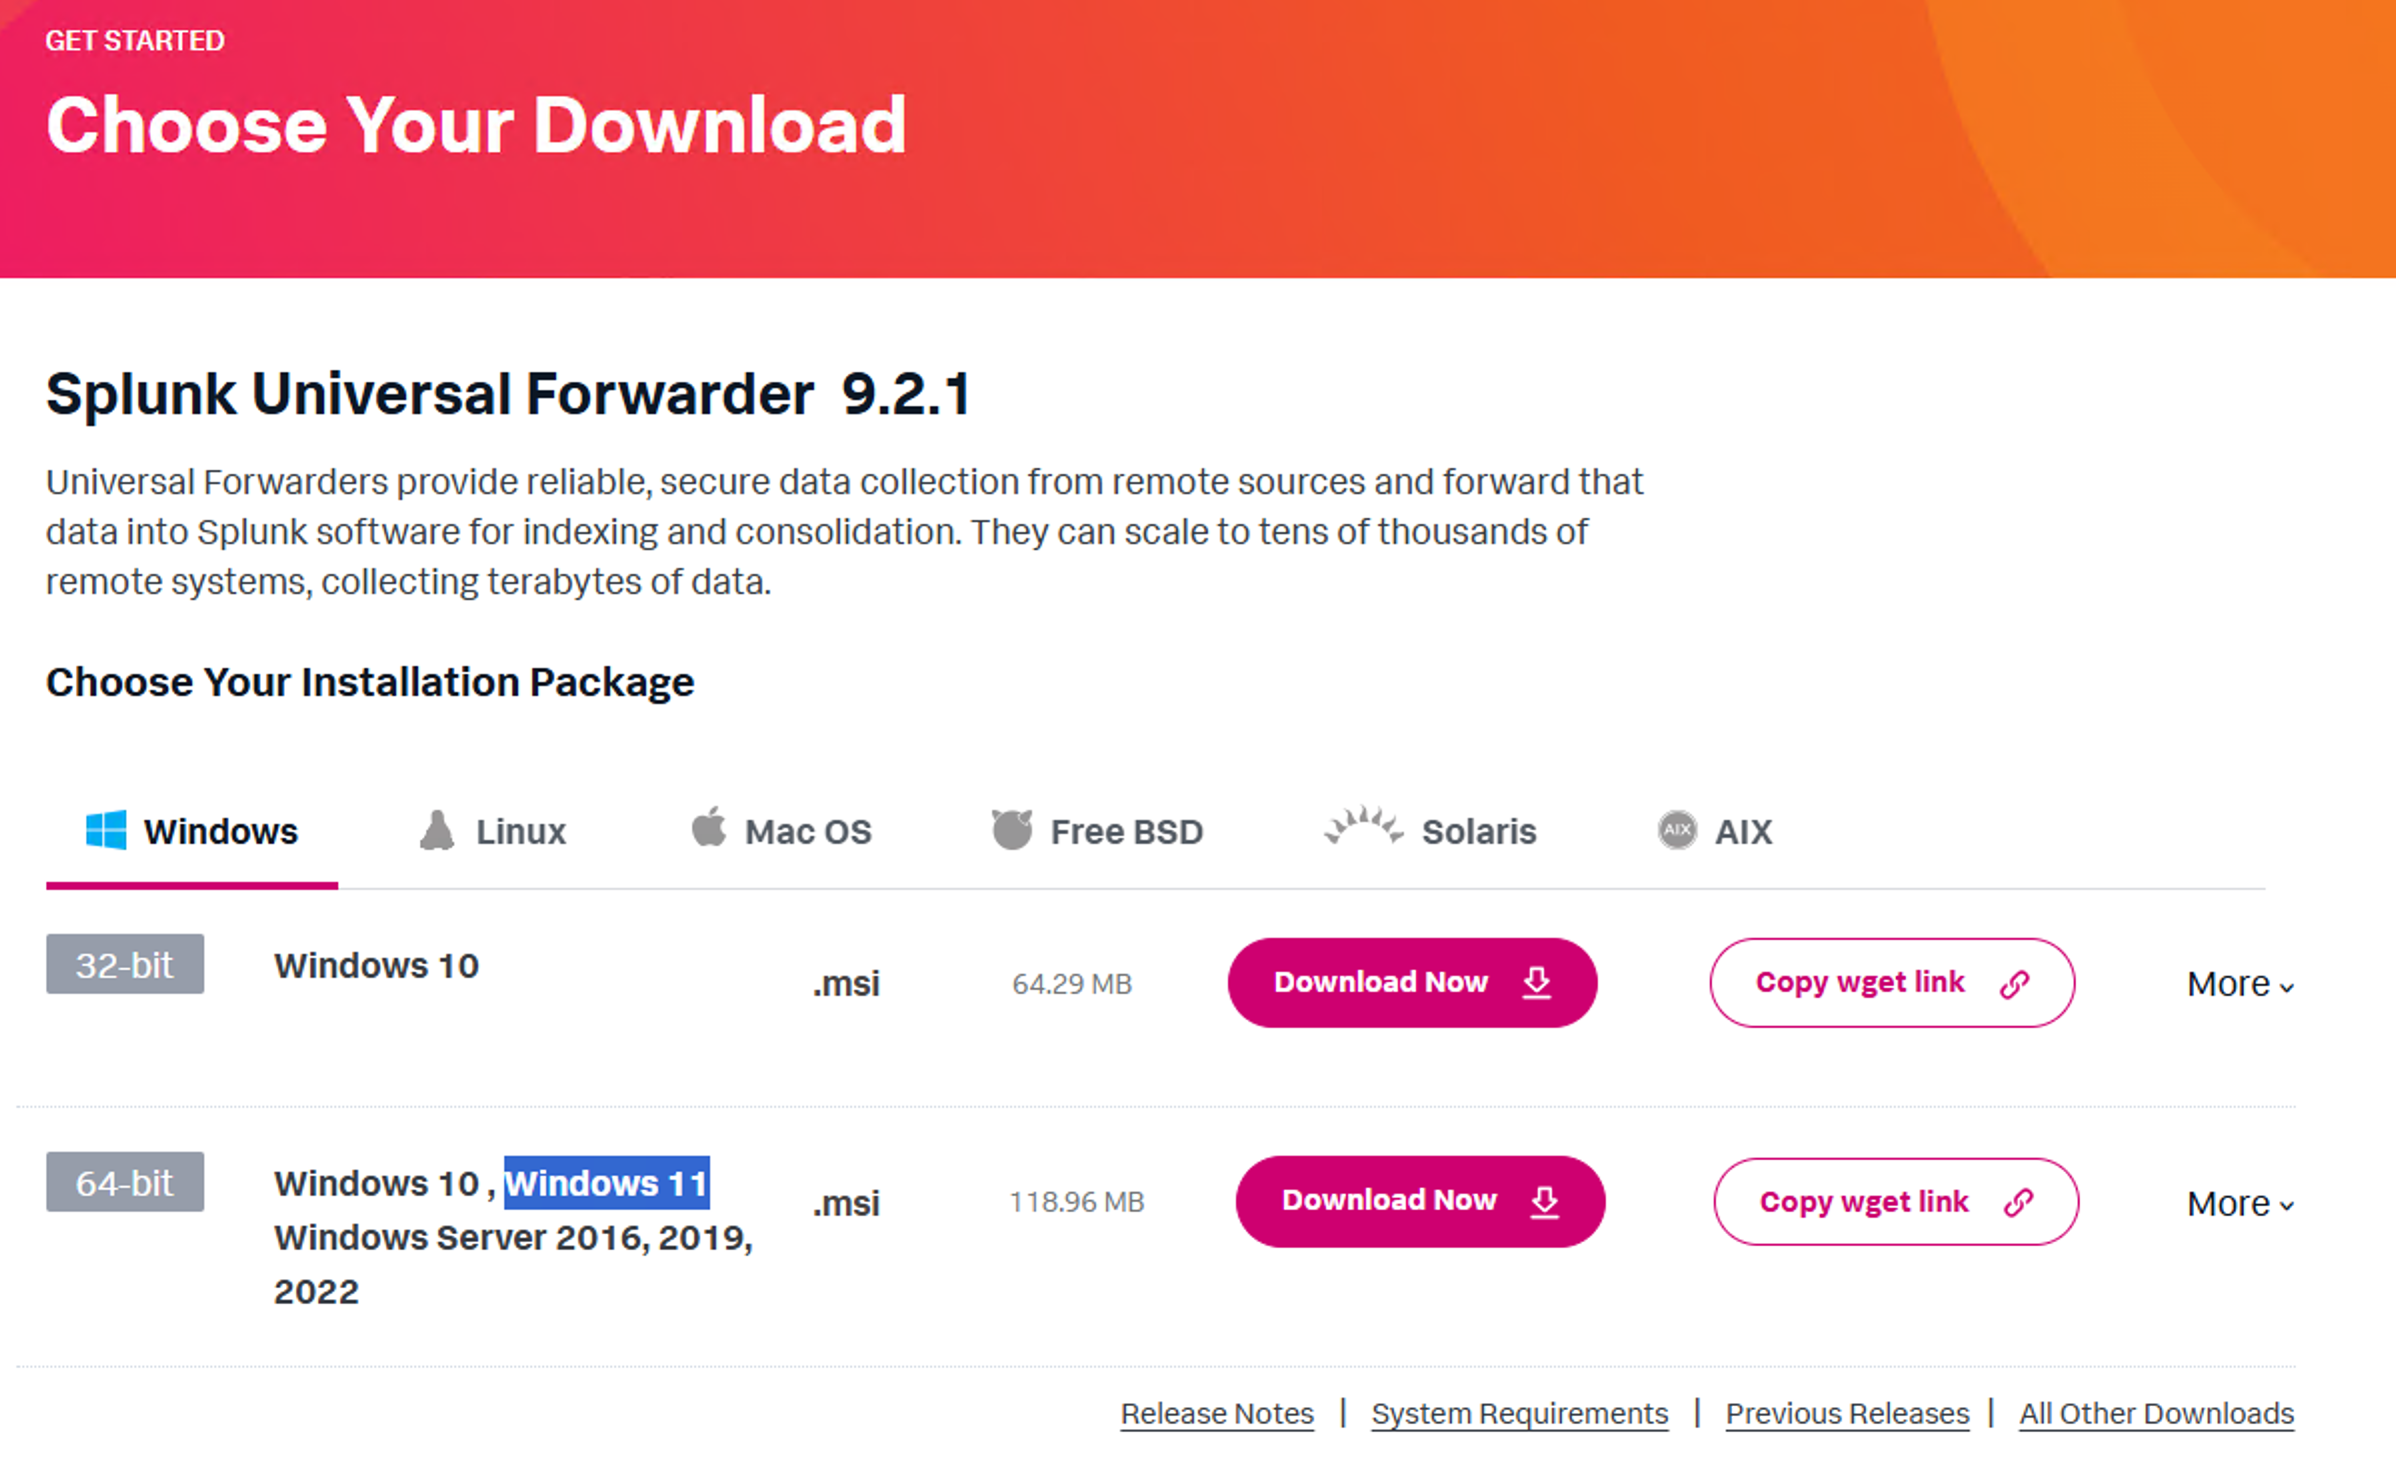 GET STARTED
Choose Your Download
Splunk Universal Forwarder 9.2.1
Universal Forwarders provide reliable, secure data collection from remote sources and forward that
data into Splunk software for indexing and consolidation. They can scale to tens of thousands of
remote systems, collecting terabytes of data.
Choose Your Installation Package
Windows Linux Mac OS Free BSD Solaris AIX AIX
32-bit Windows 10 .msi 64.29 MB Download Now Copy wget link More
64-bit Windows 10 , Windows 11 .msi 118.96 MB Download Now Copy wget link More
Windows Server 2016, 2019,
2022
Release Notes | System Requirements | Previous Releases | All Other Downloads